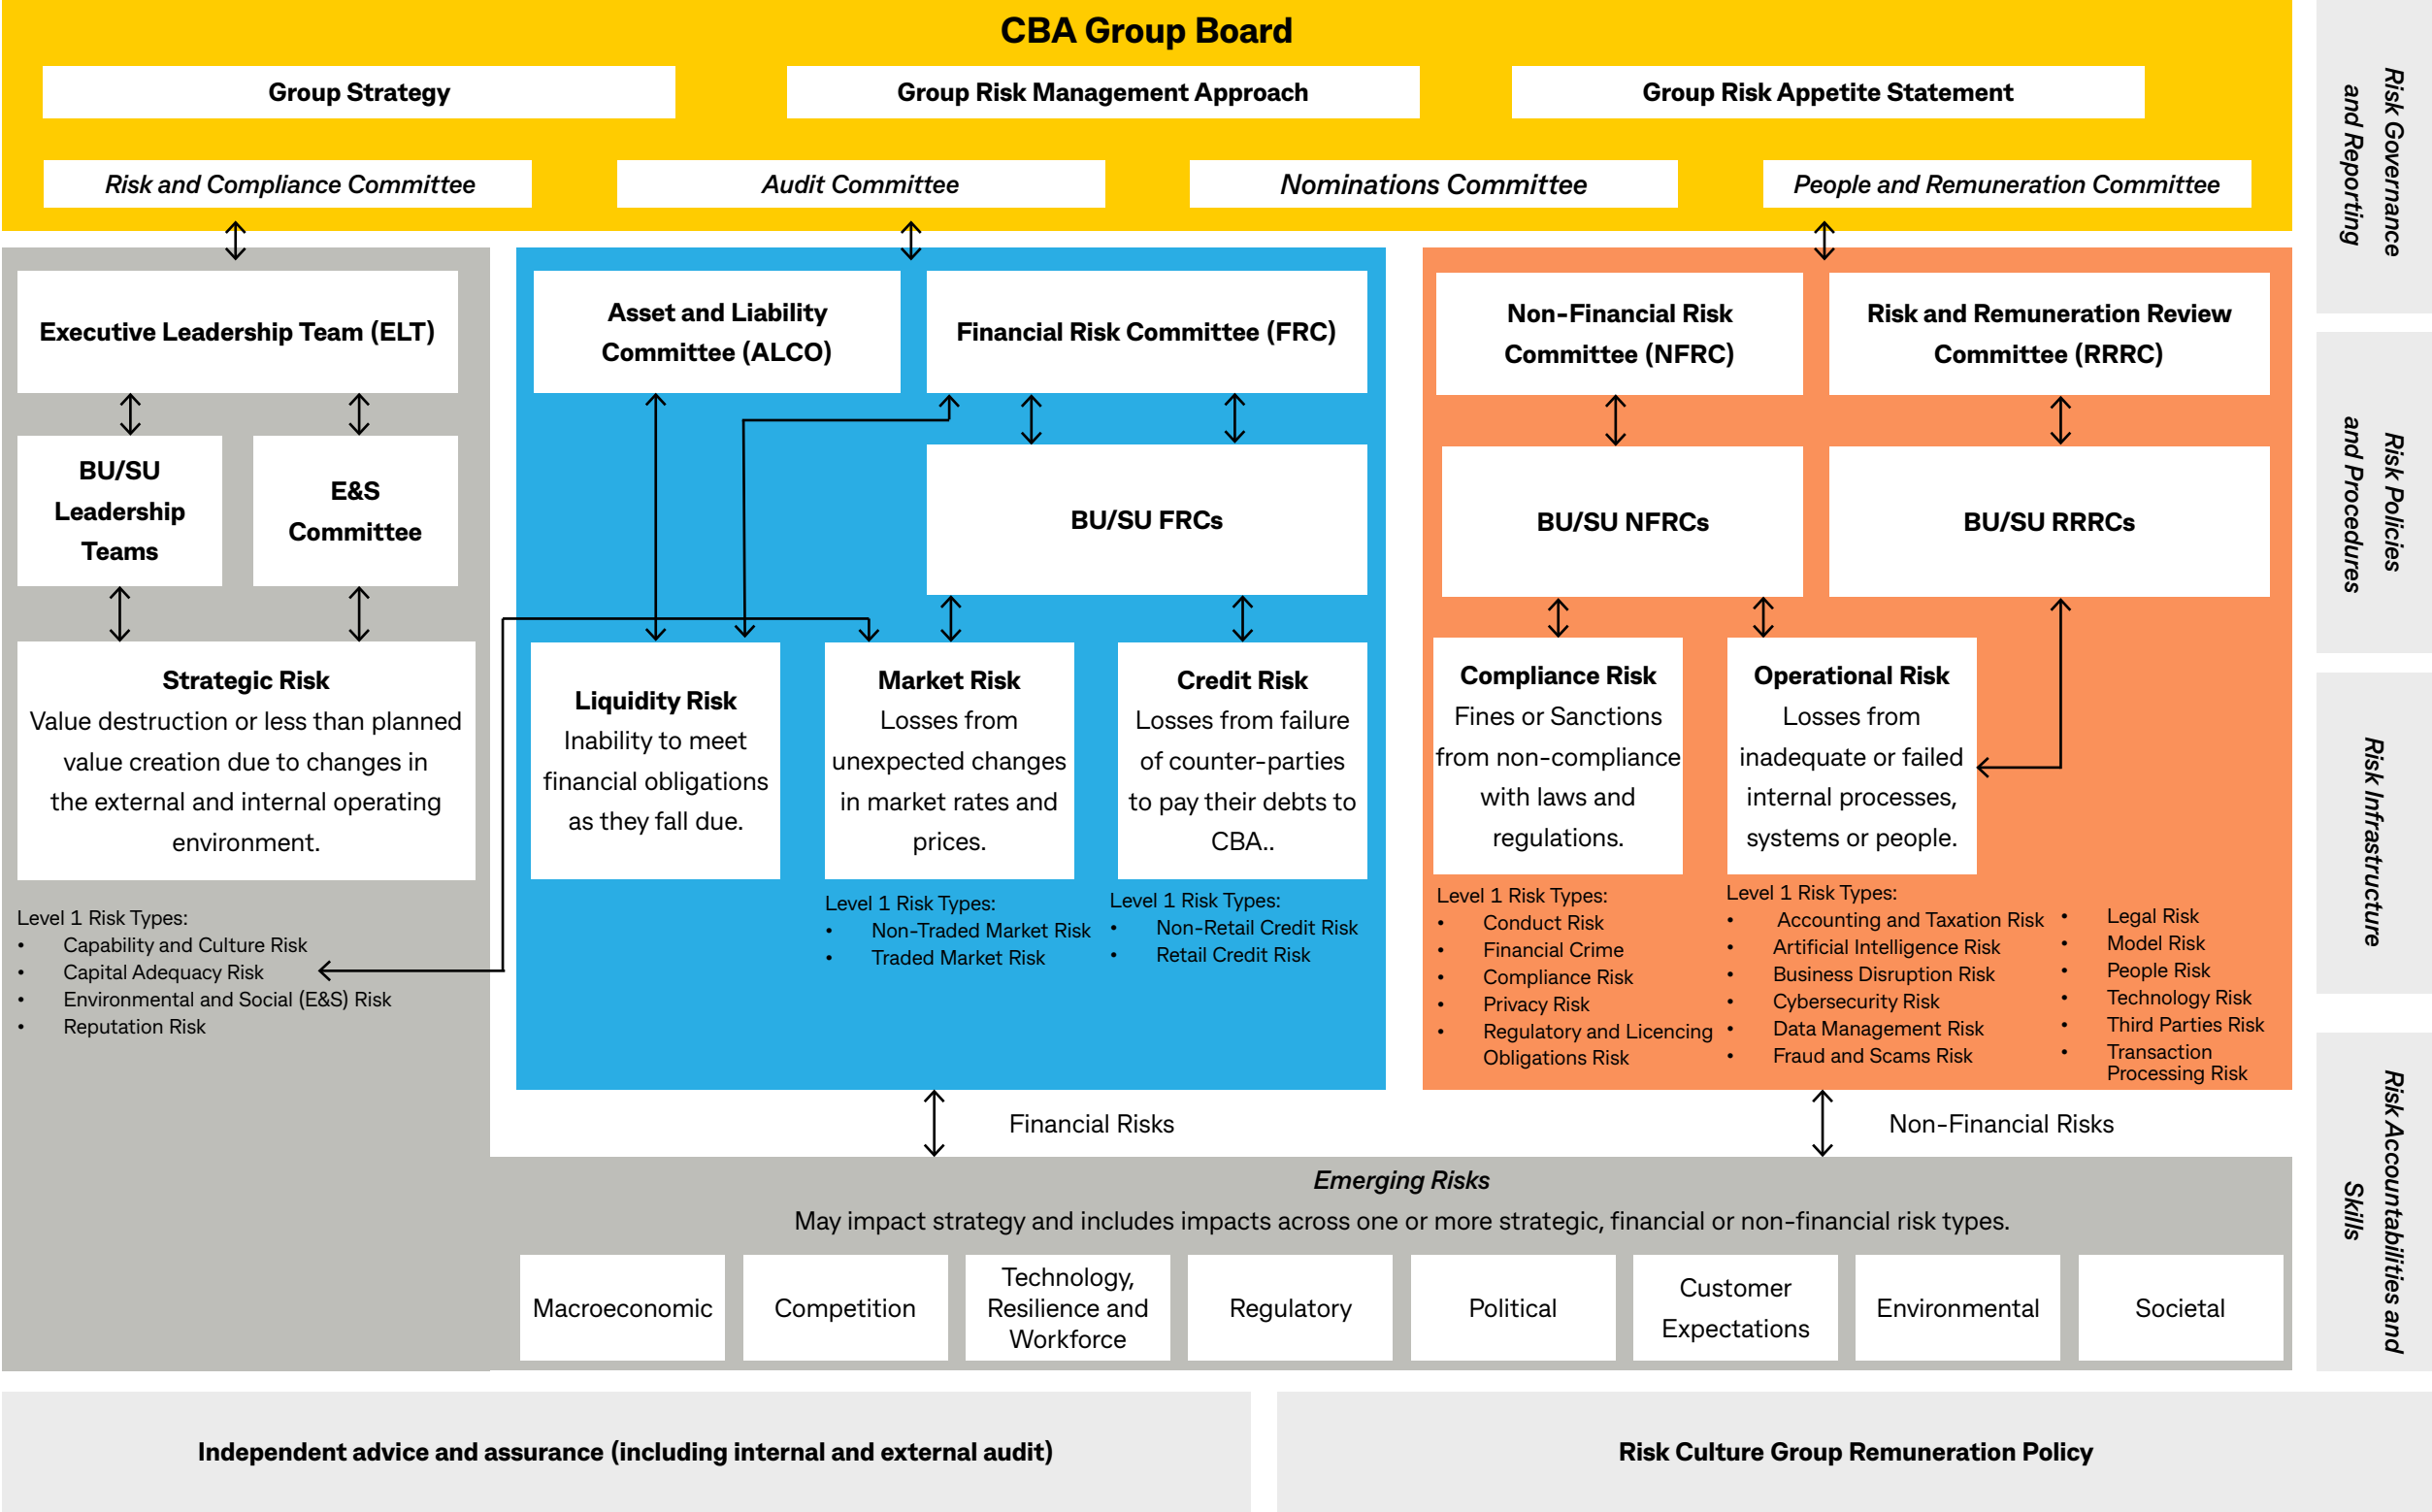 CBA Group Board
Group Strategy
Group Risk Management Approach
Group Risk Appetite Statement
Risk and Compliance Committee
Audit Committee
Nominations Committee
People and Remuneration Committee
Executive Leadership Team (ELT)
BU/SU
Leadership
Teams
E&S
Committee
Strategic Risk
Value destruction or less than planned
value creation due to changes in
the external and internal operating
environment.
Level 1 Risk Types:
• Capability and Culture Risk
• Capital Adequacy Risk
• Environmental and Social (E&S) Risk
• Reputation Risk
Asset and Liability
Committee (ALCO)
Financial Risk Committee (FRC)
BU/SU FRCs
Liquidity Risk
Inability to meet
financial obligations
as they fall due.
Market Risk
Losses from
unexpected changes
in market rates and
prices.
Level 1 Risk Types:
• Non-Traded Market Risk
• Traded Market Risk
Credit Risk
Losses from failure
of counter-parties
to pay their debts to
CBA..
Level 1 Risk Types:
• Non-Retail Credit Risk
• Retail Credit Risk
Non-Financial Risk
Committee (NFRC)
Risk and Remuneration Review
Committee (RRRC)
BU/SU NFRCs
BU/SU RRRCs
Compliance Risk
Fines or Sanctions
from non-compliance
with laws and
regulations.
Level 1 Risk Types:
• Conduct Risk
• Financial Crime
• Compliance Risk
• Privacy Risk
• Regulatory and Licencing
Obligations Risk
Operational Risk
Losses from
inadequate or failed
internal processes,
systems or people.
Level 1 Risk Types:
• Accounting and Taxation Risk
• Artificial Intelligence Risk
• Business Disruption Risk
• Cybersecurity Risk
• Data Management Risk
• Fraud and Scams Risk
• Legal Risk
• Model Risk
• People Risk
• Technology Risk
• Third Parties Risk
• Transaction
Processing Risk
Financial Risks
Non-Financial Risks
Emerging Risks
May impact strategy and includes impacts across one or more strategic, financial or non-financial risk types.
Macroeconomic
Competition
Technology,
Resilience and
Workforce
Regulatory
Political
Customer
Expectations
Environmental
Societal
Risk Governance
and Reporting
Risk Policies
and Procedures
Risk Infrastructure
Risk Accountabilities and
Skills
Independent advice and assurance (including internal and external audit)
Risk Culture Group Remuneration Policy